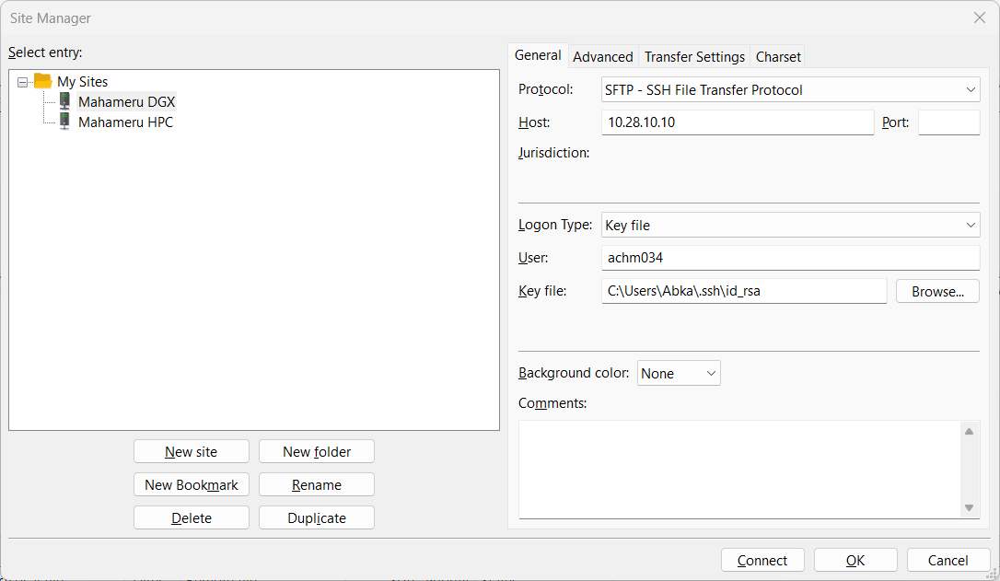 Site Manager
Select entry:
My Sites
Mahameru DGX
Mahameru HPC
New site
New folder
New Bookmark
Rename
Delete
Duplicate
General Advanced Transfer Settings Charset
Protocol: SFTP - SSH File Transfer Protocol
Host: 10.28.10.10 Port:
Jurisdiction:
Logon Type: Key file
User: achm034
Key file: C:\Users\Abka\.ssh\id_rsa Browse...
Background color: None
Comments:
Connect OK Cancel